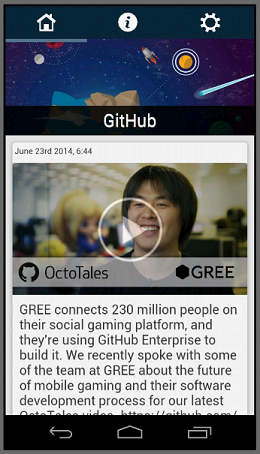 GitHub
June 23rd 2014, 6:44
OctoTales
GREE
GREE connects 230 million people on
their social gaming platform, and
they're using GitHub Enterprise to
build it. We recently spoke with some
of the team at GREE about the future
of mobile gaming and their software
development process for our latest
OctoTales video. https://github.com/